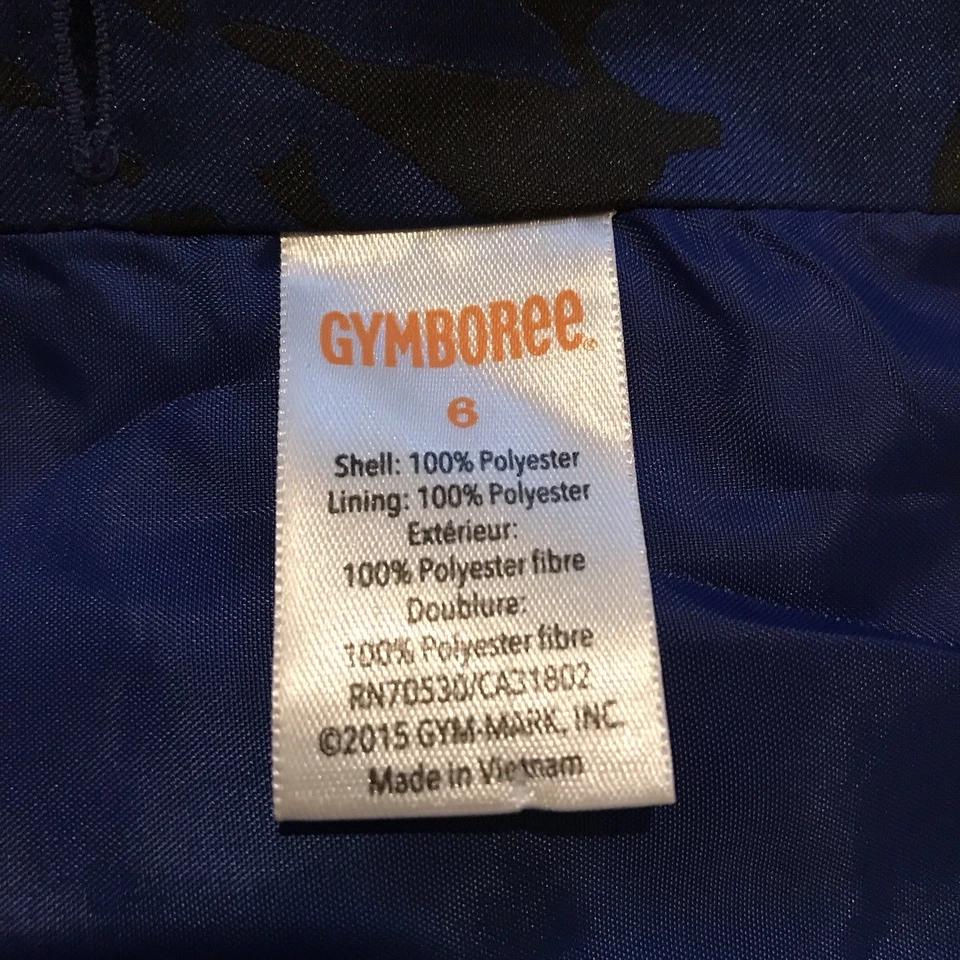 GYMBOREE®
6
Shell: 100% Polyester
Lining: 100% Polyester
Extérieur:
100% Polyester fibre
Doublure:
100% Polyester fibre
RN70530/CA31802
©2015 GYM-MARK, INC.
Made in Vietnam